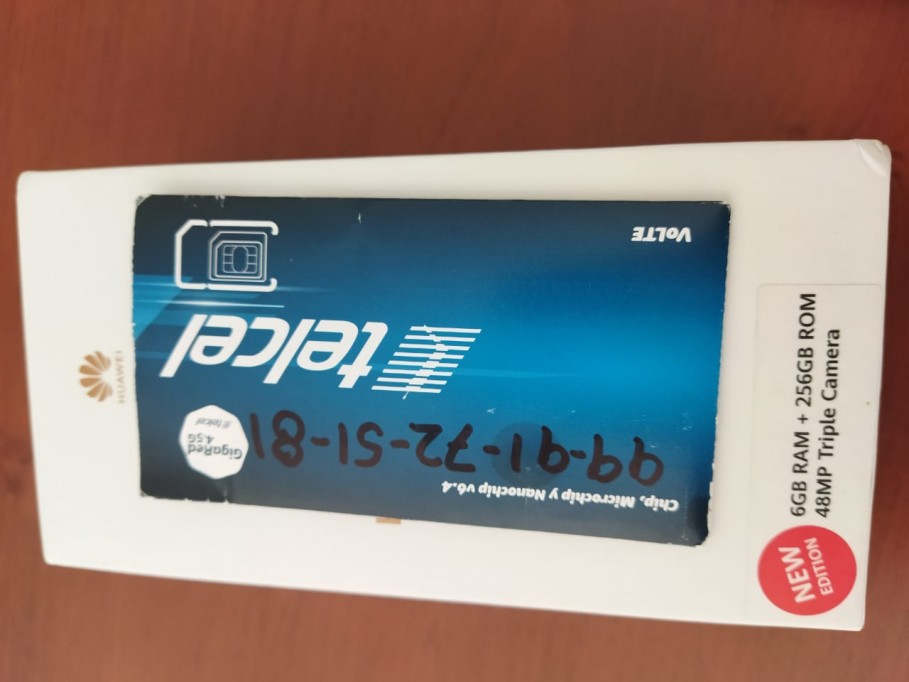 HUAWEI
Chip, Microchip y Nanochip v6.4
99-91-72-51-81
GigaRed
4.5G
telcel
telcel
VoLTE
6GB RAM + 256GB ROM
48MP Triple Camera
NEW
EDITION